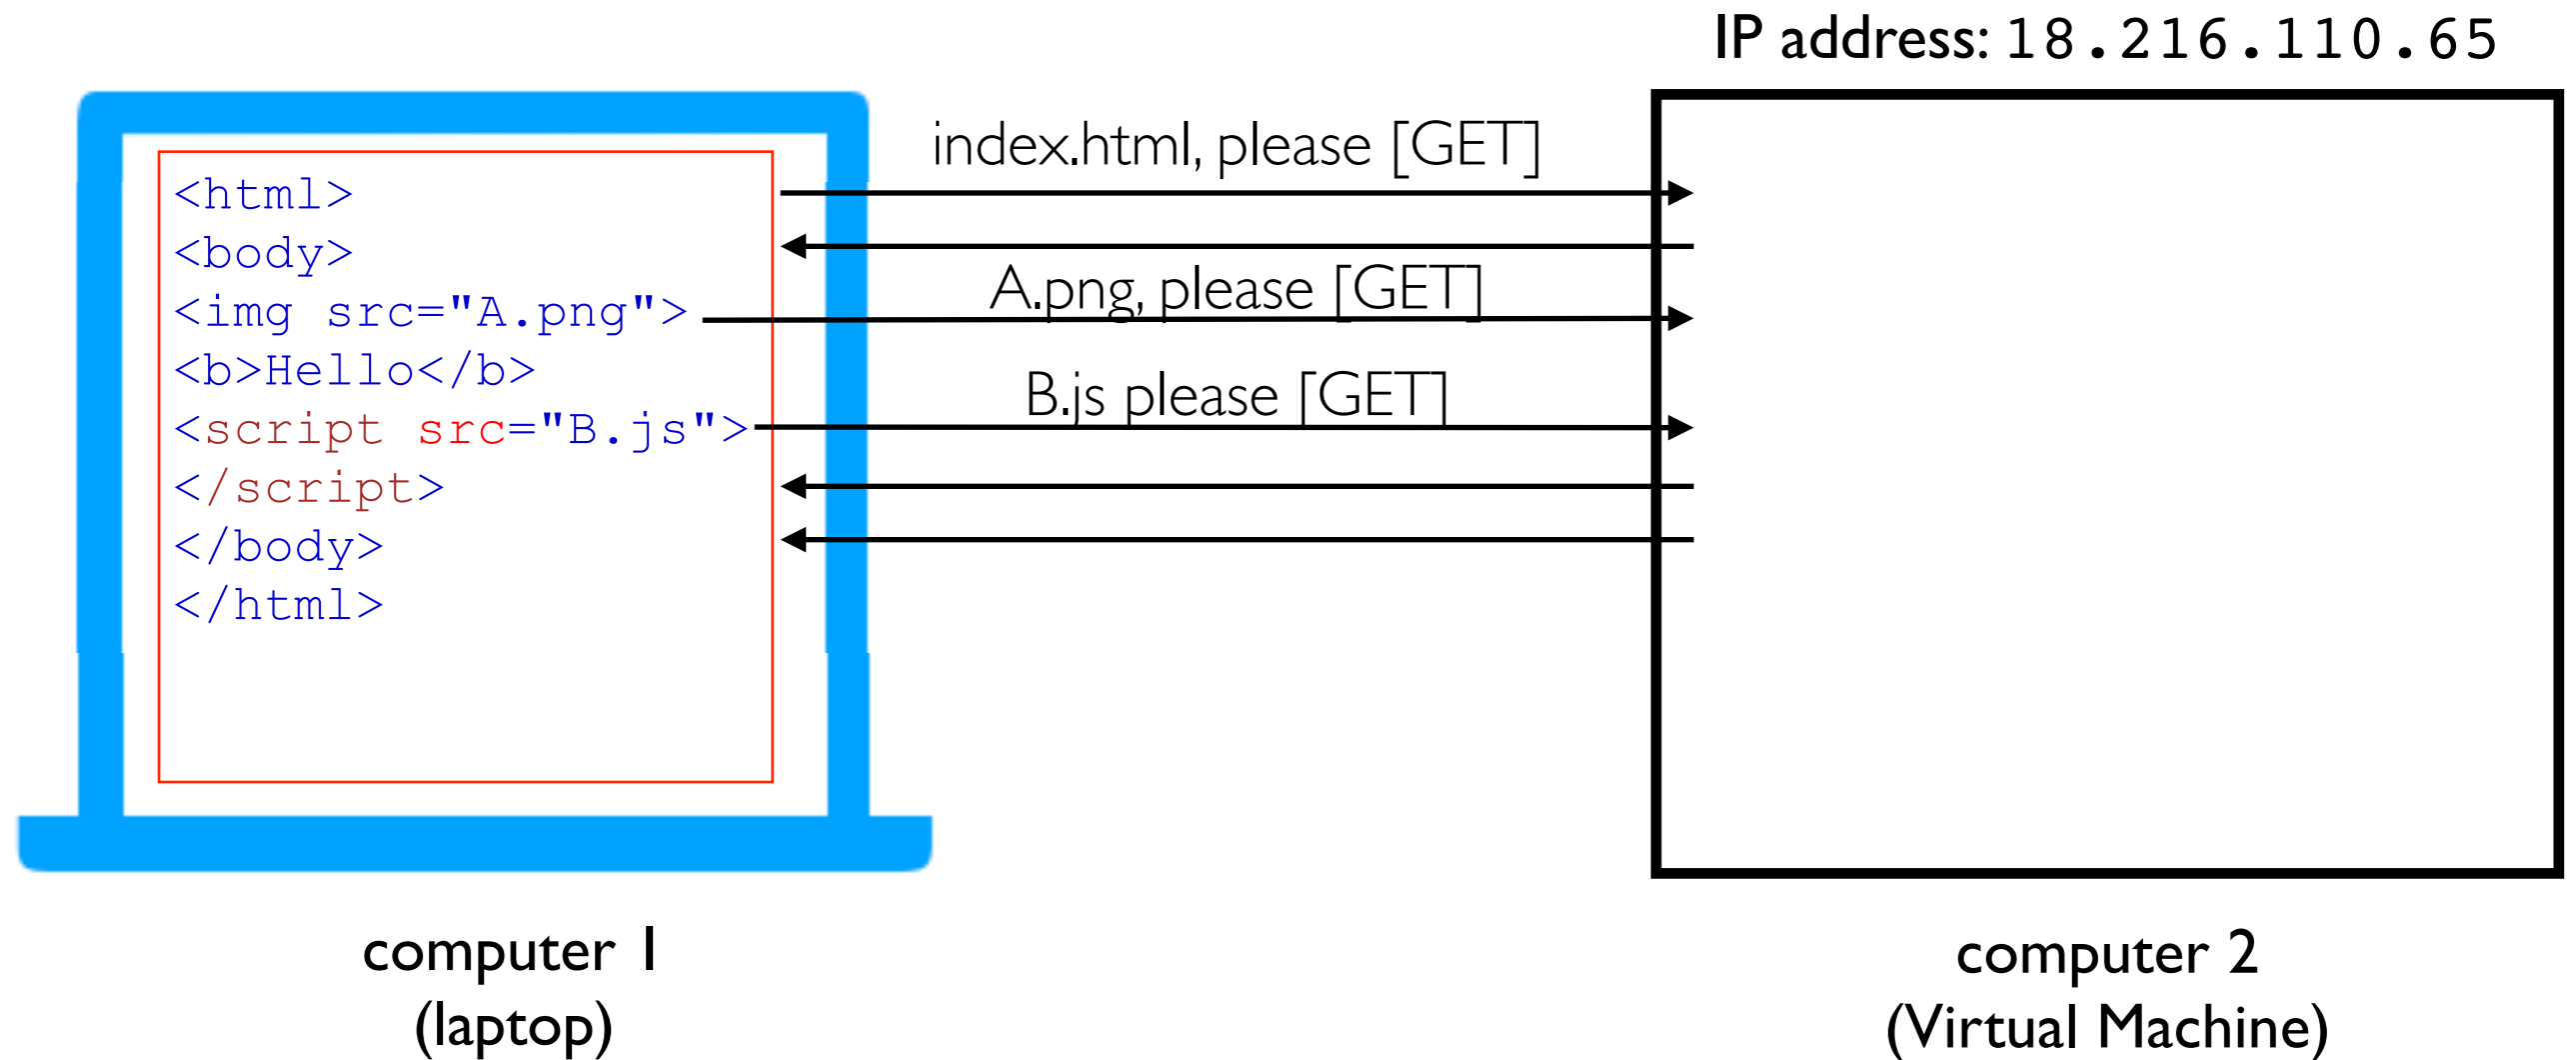 IP address: 18.216.110.65
index.html, please [GET]
<html>
<body>
<img src="A.png">
A.png, please [GET]
<b>Hello</b>
B.js please [GET]
<script src="B.js">
</script>
</body>
</html>
computer 1
(laptop)
computer 2
(Virtual Machine)